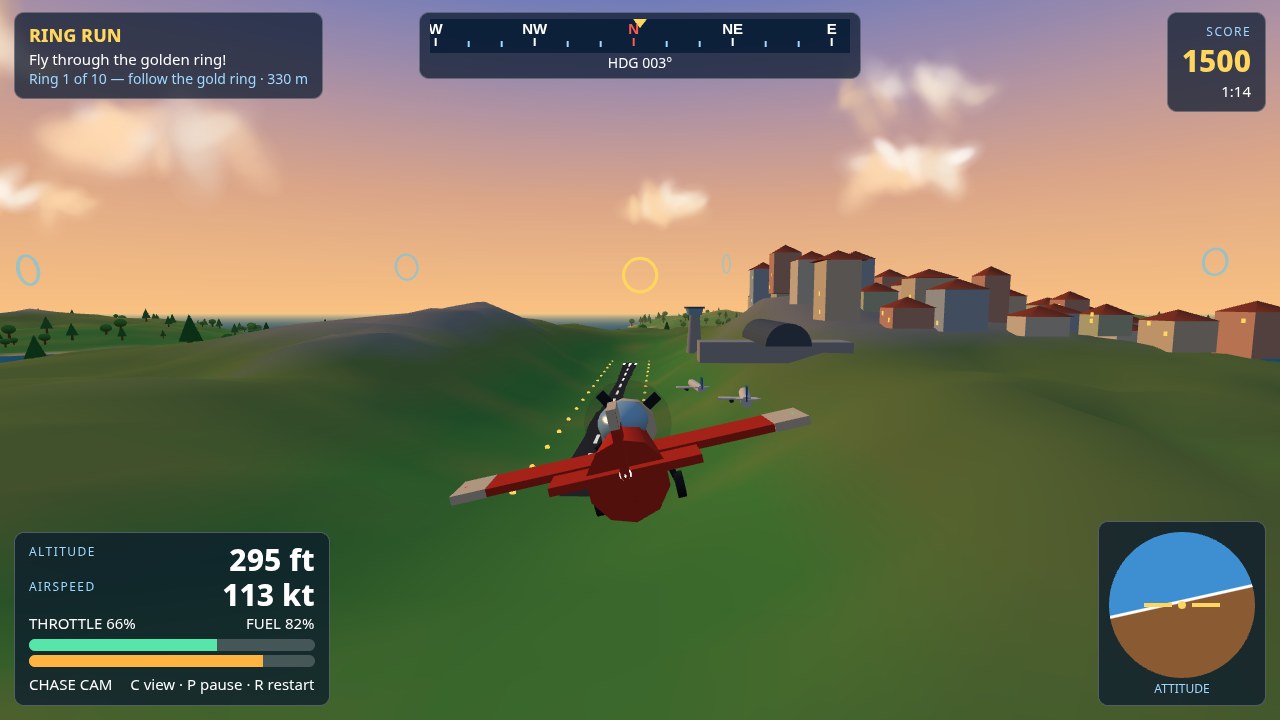 RING RUN
Fly through the golden ring!
Ring 1 of 10 — follow the gold ring · 330 m
W NW N NE E
HDG 003°
SCORE
1500
1:14
ALTITUDE 295 ft
AIRSPEED 113 kt
THROTTLE 66% FUEL 82%
CHASE CAM C view · P pause · R restart
ATTITUDE